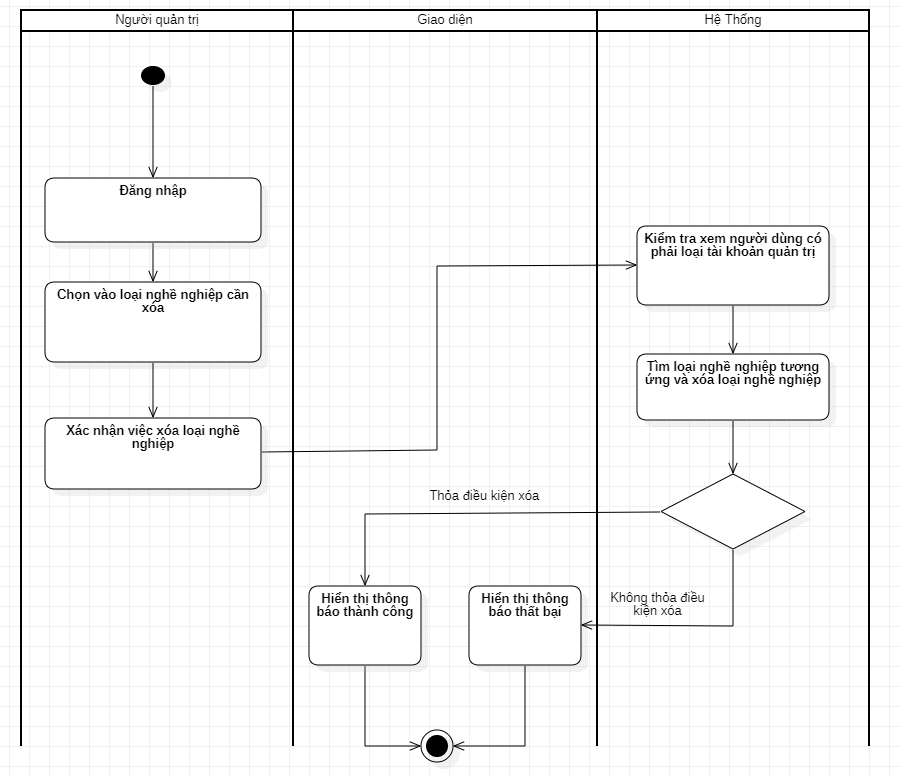 Người quản trị
Giao diện
Hệ Thống
Đăng nhập
Chọn vào loại nghề nghiệp cần
xóa
Xác nhận việc xóa loại nghề
nghiệp
Kiểm tra xem người dùng có
phải loại tài khoản quản trị
Tìm loại nghề nghiệp tương
ứng và xóa loại nghề nghiệp
Thỏa điều kiện xóa
Không thỏa điều
kiện xóa
Hiển thị thông
báo thành công
Hiển thị thông
báo thất bại